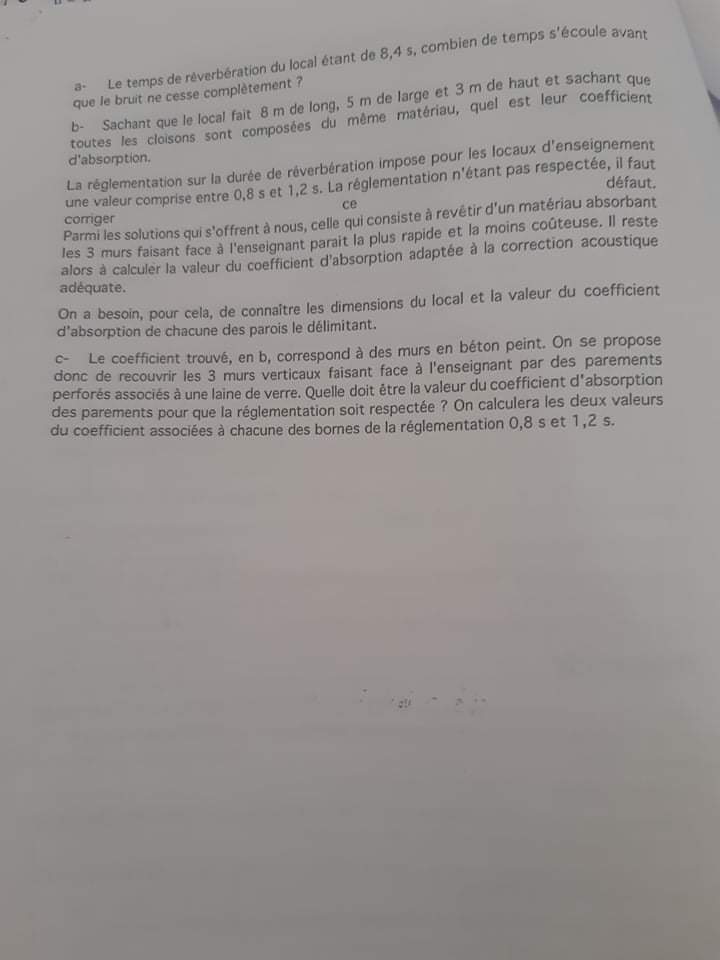 a- Le temps de réverbération du local étant de 8,4 s, combien de temps s'écoule avant
que le bruit ne cesse complètement ?
b- Sachant que le local fait 8 m de long, 5 m de large et 3 m de haut et sachant que
toutes les cloisons sont composées du même matériau, quel est leur coefficient
d'absorption.
La réglementation sur la durée de réverbération impose pour les locaux d'enseignement
une valeur comprise entre 0,8 s et 1,2 s. La réglementation n'étant pas respectée, il faut
corriger ce défaut.
Parmi les solutions qui s'offrent à nous, celle qui consiste à revêtir d'un matériau absorbant
les 3 murs faisant face à l'enseignant parait la plus rapide et la moins coûteuse. Il reste
alors à calculer la valeur du coefficient d'absorption adaptée à la correction acoustique
adéquate.
On a besoin, pour cela, de connaître les dimensions du local et la valeur du coefficient
d'absorption de chacune des parois le délimitant.
c- Le coefficient trouvé, en b, correspond à des murs en béton peint. On se propose
donc de recouvrir les 3 murs verticaux faisant face à l'enseignant par des parements
perforés associés à une laine de verre. Quelle doit être la valeur du coefficient d'absorption
des parements pour que la réglementation soit respectée ? On calculera les deux valeurs
du coefficient associées à chacune des bornes de la réglementation 0,8 s et 1,2 s.